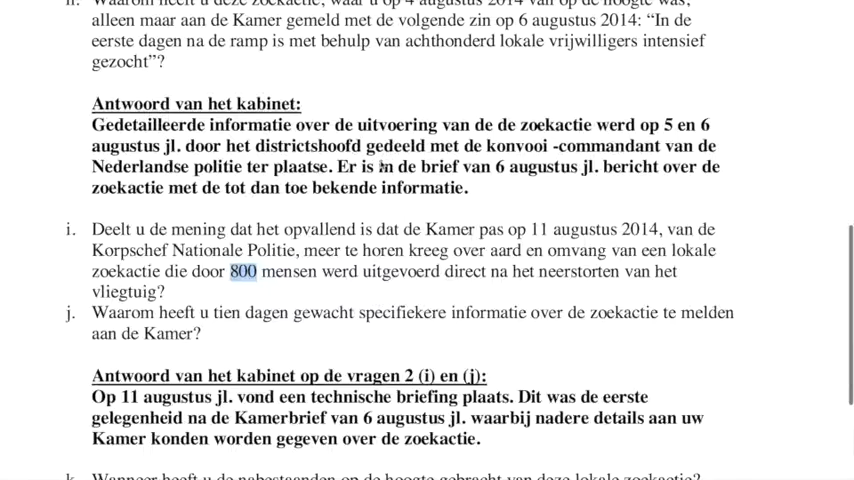 alleen maar aan de Kamer gemeld met de volgende zin op 6 augustus 2014: “In de
eerste dagen na de ramp is met behulp van achthonderd lokale vrijwilligers intensief
gezocht”?
Antwoord van het kabinet:
Gedetailleerde informatie over de uitvoering van de de zoekactie werd op 5 en 6
augustus jl. door het districtshoofd gedeeld met de konvooi -commandant van de
Nederlandse politie ter plaatse. Er is in de brief van 6 augustus jl. bericht over de
zoekactie met de tot dan toe bekende informatie.
i. Deelt u de mening dat het opvallend is dat de Kamer pas op 11 augustus 2014, van de
Korpschef Nationale Politie, meer te horen kreeg over aard en omvang van een lokale
zoekactie die door 800 mensen werd uitgevoerd direct na het neerstorten van het
vliegtuig?
j. Waarom heeft u tien dagen gewacht specifiekere informatie over de zoekactie te melden
aan de Kamer?
Antwoord van het kabinet op de vragen 2 (i) en (j):
Op 11 augustus jl. vond een technische briefing plaats. Dit was de eerste
gelegenheid na de Kamerbrief van 6 augustus jl. waarbij nadere details aan uw
Kamer konden worden gegeven over de zoekactie.
k. Wanneer heeft u de nabestaanden op de hoogte gebracht van deze lokale zoekactie?